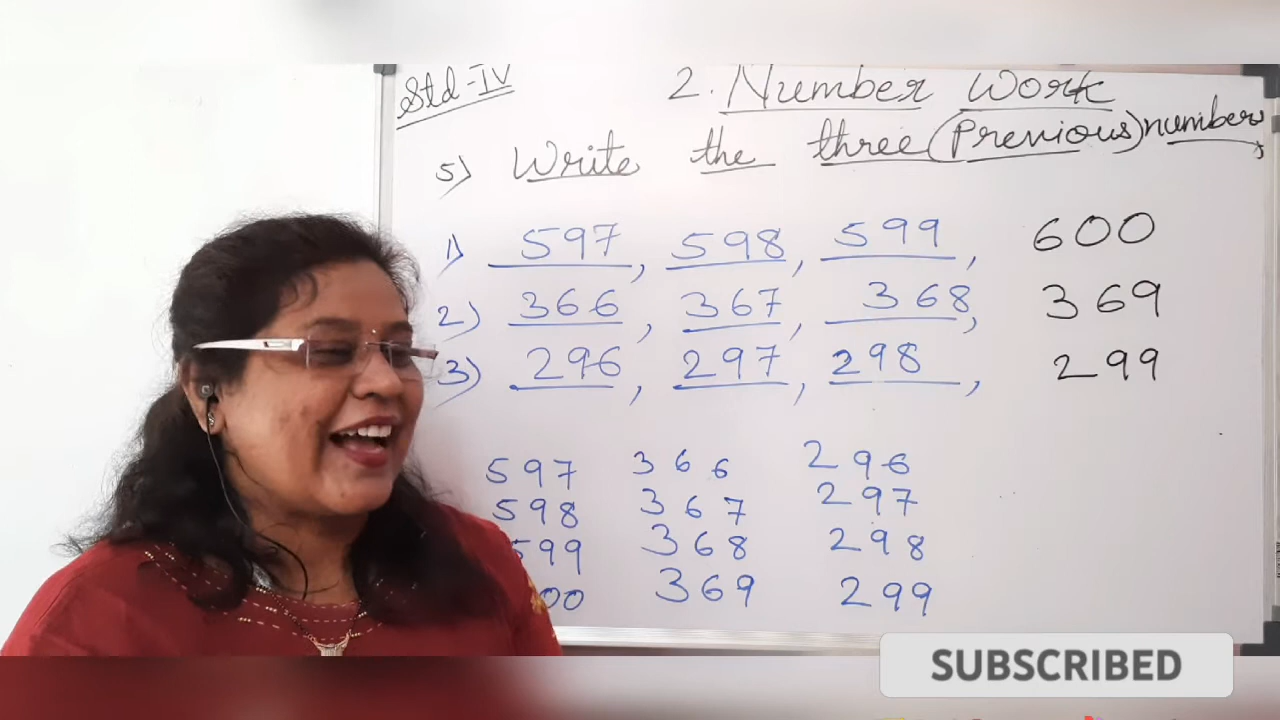 Std-IV
2. Number Work
5) Write the three (Previous) numbers
1) 597, 598, 599, 600
2) 366, 367, 368, 369
3) 296, 297, 298, 299
597 366 296
598 367 297
599 368 298
00 369 299
SUBSCRIBED